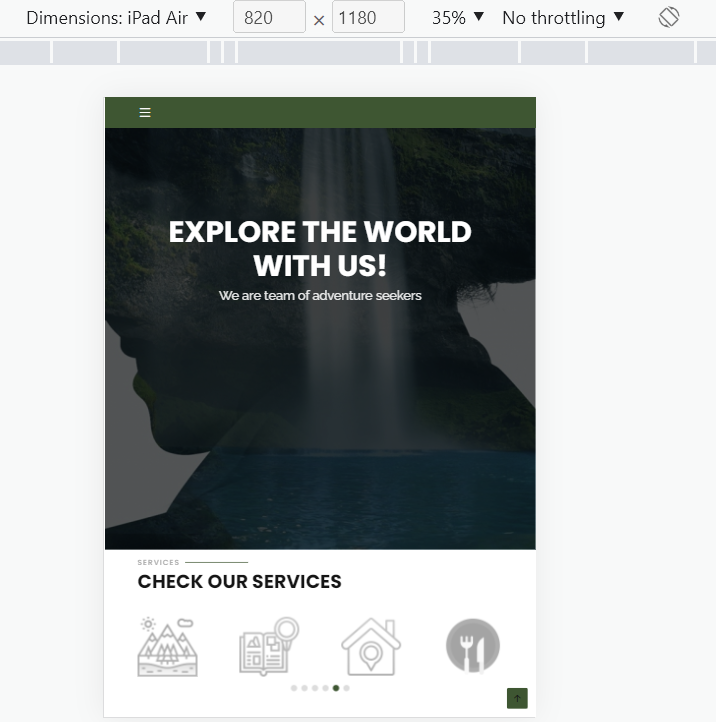 Dimensions: iPad Air ▼ 820 × 1180 35% ▼ No throttling ▼
EXPLORE THE WORLD
WITH US!
We are team of adventure seekers
SERVICES
CHECK OUR SERVICES